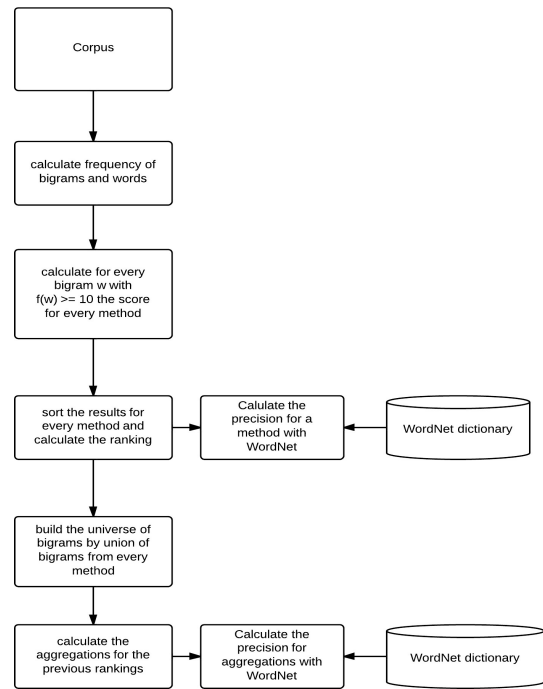 Corpus
calculate frequency of
bigrams and words
calculate for every
bigram w with
f(w) >= 10 the score
for every method
sort the results for
every method and
calculate the ranking
Calulate the
precision for a
method with
WordNet
WordNet dictionary
build the universe of
bigrams by union of
bigrams from every
method
calculate the
aggregations for the
previous rankings
Calculate the
precision for
aggregations with
WordNet
WordNet dictionary